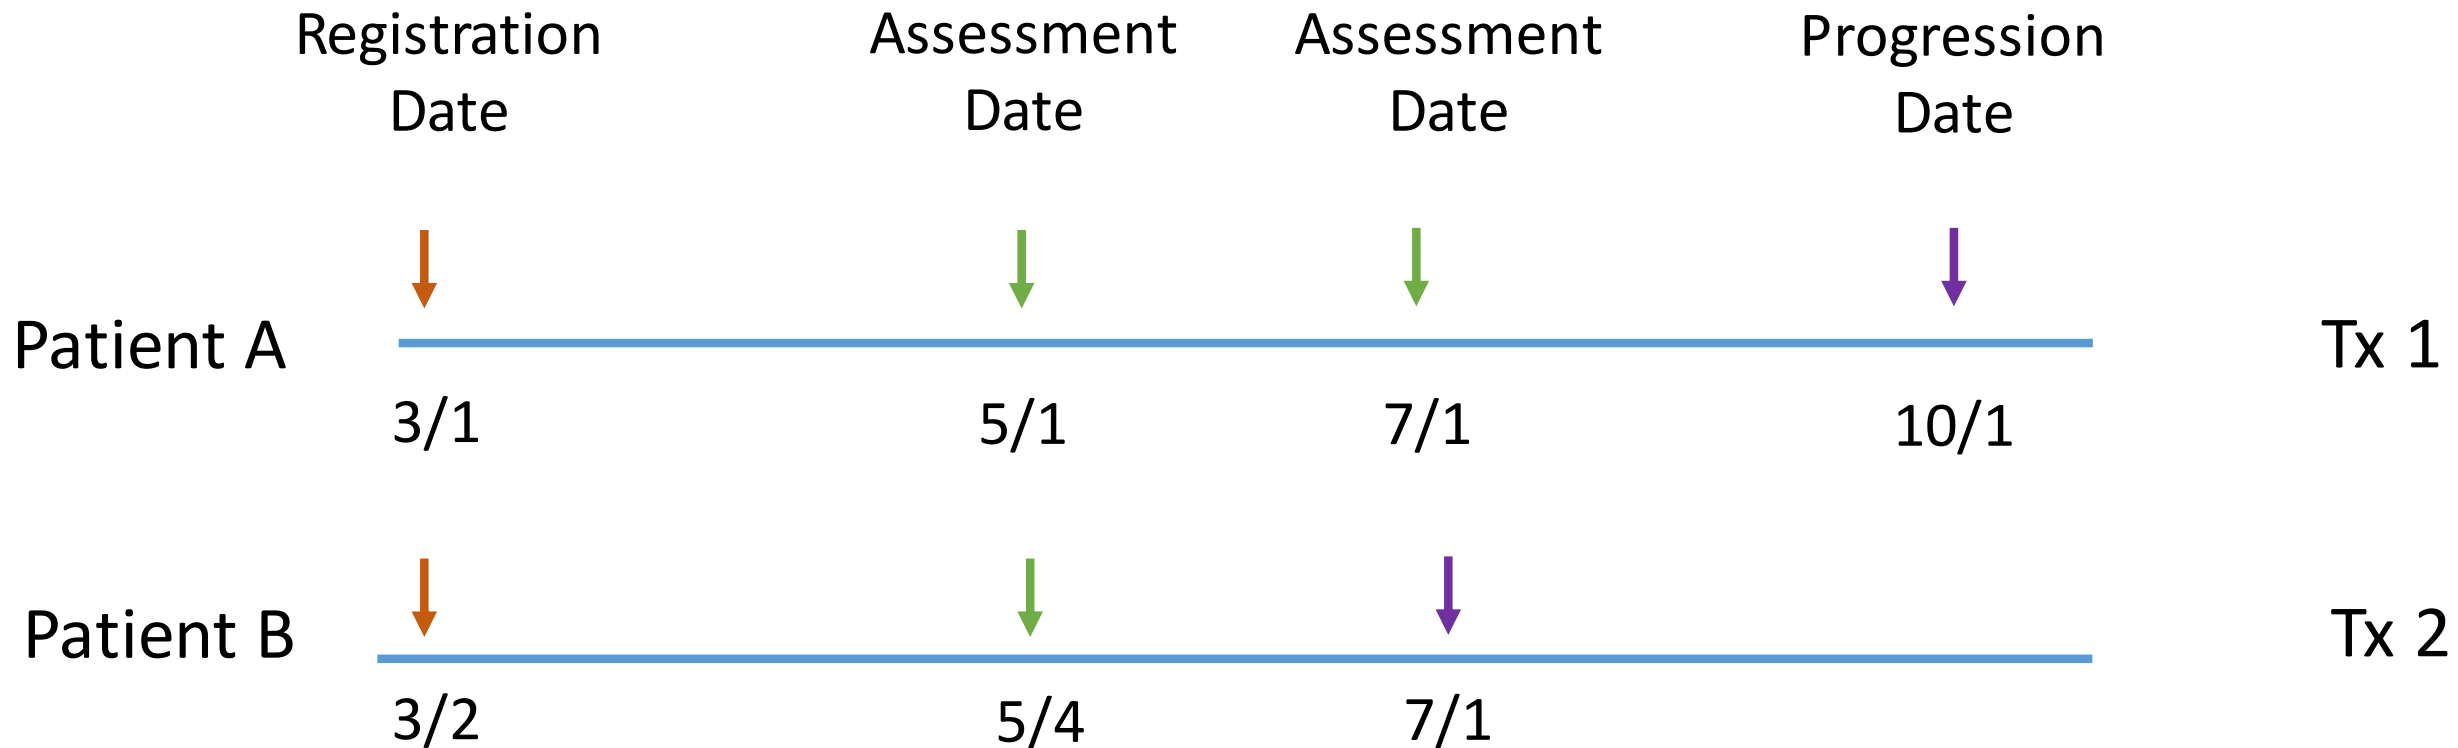 Registration Date
Assessment Date
Assessment Date
Progression Date
Patient A
Tx 1
3/1
5/1
7/1
10/1
Patient B
Tx 2
3/2
5/4
7/1